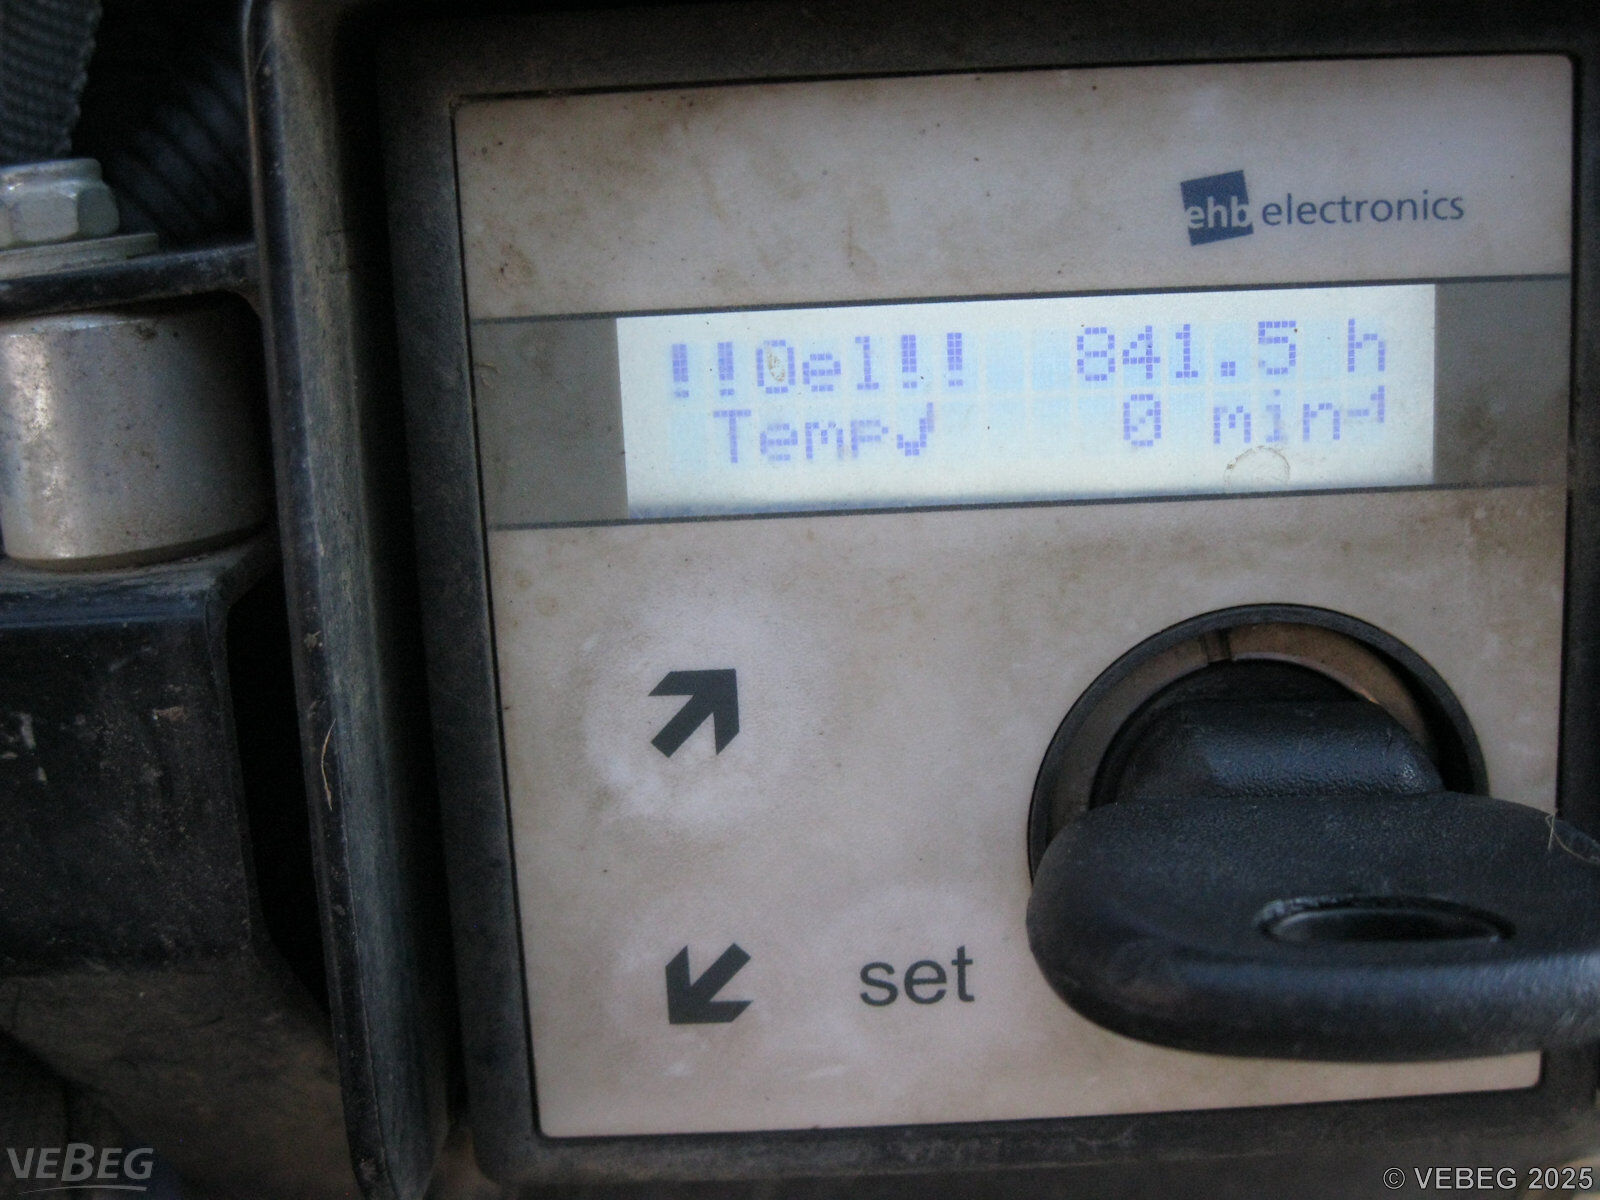 ehb electronics
!!Oel!! 841.5 h
Temp√ 0 min⁻¹
set
VEBEG
© VEBEG 2025